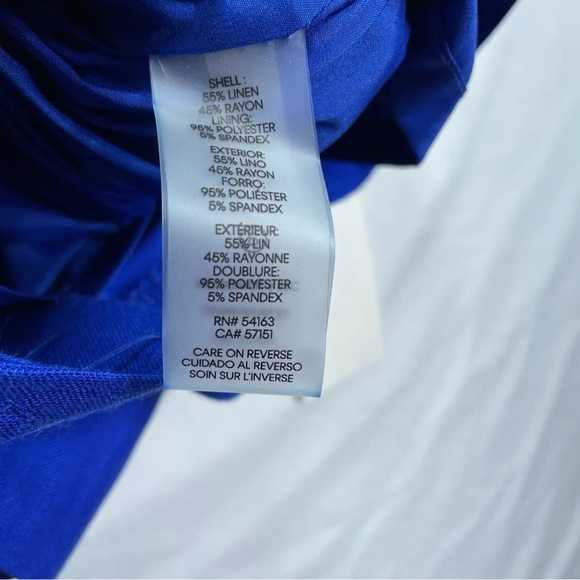 SHELL :
55% LINEN
45% RAYON
LINING:
95% POLYESTER
5% SPANDEX
EXTERIOR:
55% LINO
45% RAYON
FORRO:
95% POLIÉSTER
5% SPANDEX
EXTÉRIEUR:
55% LIN
45% RAYONNE
DOUBLURE:
95% POLYESTER
5% SPANDEX
RN# 54163
CA# 57151
CARE ON REVERSE
CUIDADO AL REVERSO
SOIN SUR L'INVERSE